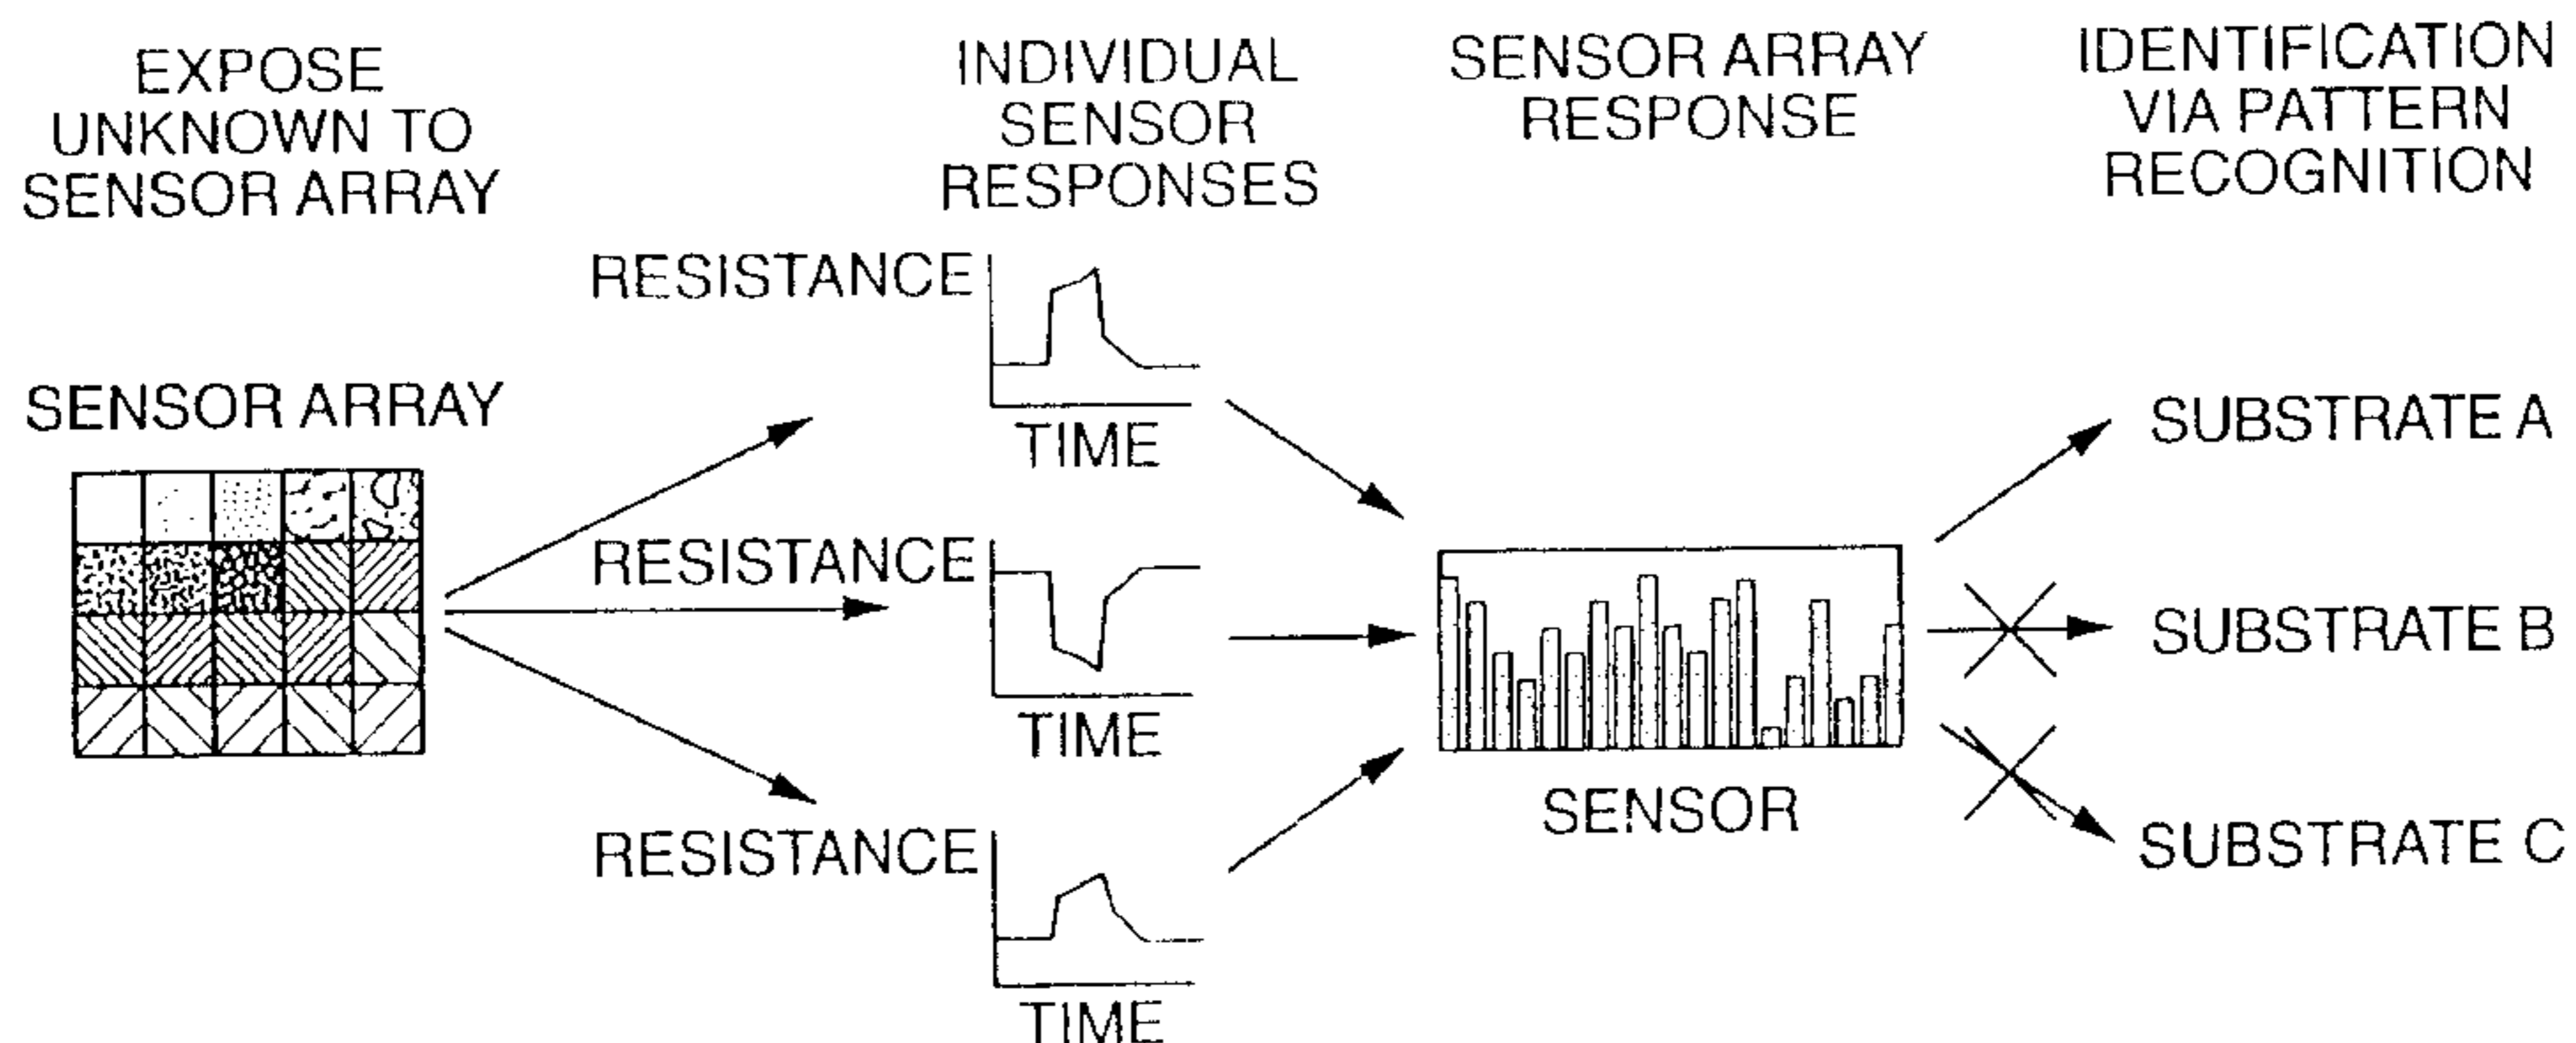 EXPOSE
UNKNOWN TO
SENSOR ARRAY
INDIVIDUAL
SENSOR
RESPONSES
SENSOR ARRAY
RESPONSE
IDENTIFICATION
VIA PATTERN
RECOGNITION
SENSOR ARRAY
RESISTANCE
TIME
RESISTANCE
TIME
RESISTANCE
TIME
SENSOR
SUBSTRATE A
SUBSTRATE B
SUBSTRATE C